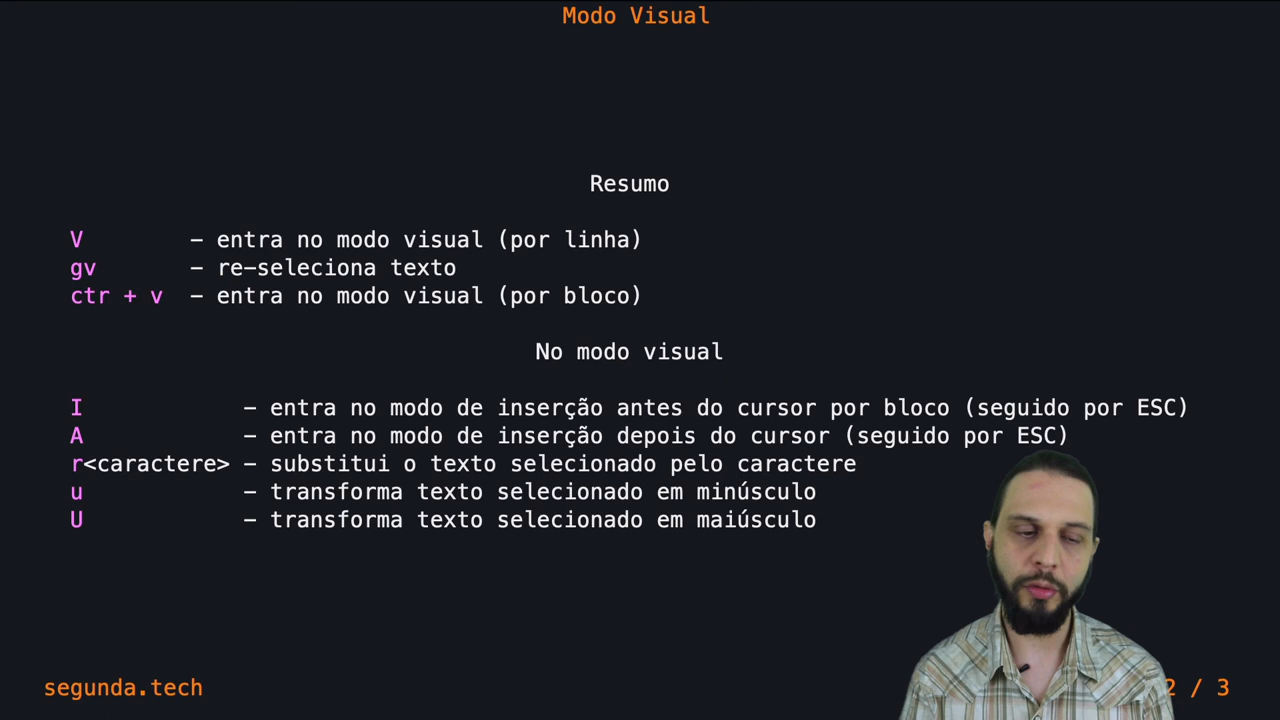 Modo Visual
Resumo
V - entra no modo visual (por linha)
gv - re-seleciona texto
ctr + v - entra no modo visual (por bloco)
No modo visual
I - entra no modo de inserção antes do cursor por bloco (seguido por ESC)
A - entra no modo de inserção depois do cursor (seguido por ESC)
r<caractere> - substitui o texto selecionado pelo caractere
u - transforma texto selecionado em minúsculo
U - transforma texto selecionado em maiúsculo
segunda.tech
2 / 3